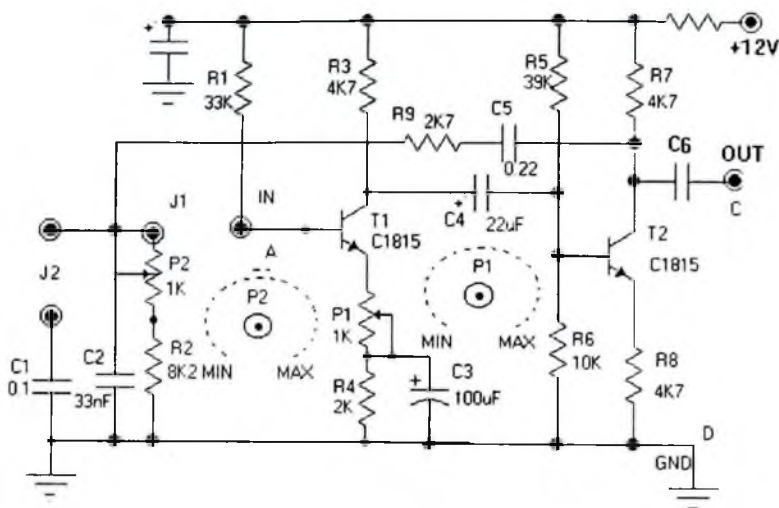 +
+12V
R1
33K
R3
4K7
R5
39K
R7
4K7
R9
2K7
C5
0.22
C6
OUT
C
J1
IN
A
T1
C1815
+
C4
22uF
T2
C1815
J2
P2
1K
P2
MIN
MAX
P1
1K
P1
MIN
MAX
R6
10K
C1
0.1
C2
33nF
R2
8K2
R4
2K
+
C3
100uF
R8
4K7
D
GND